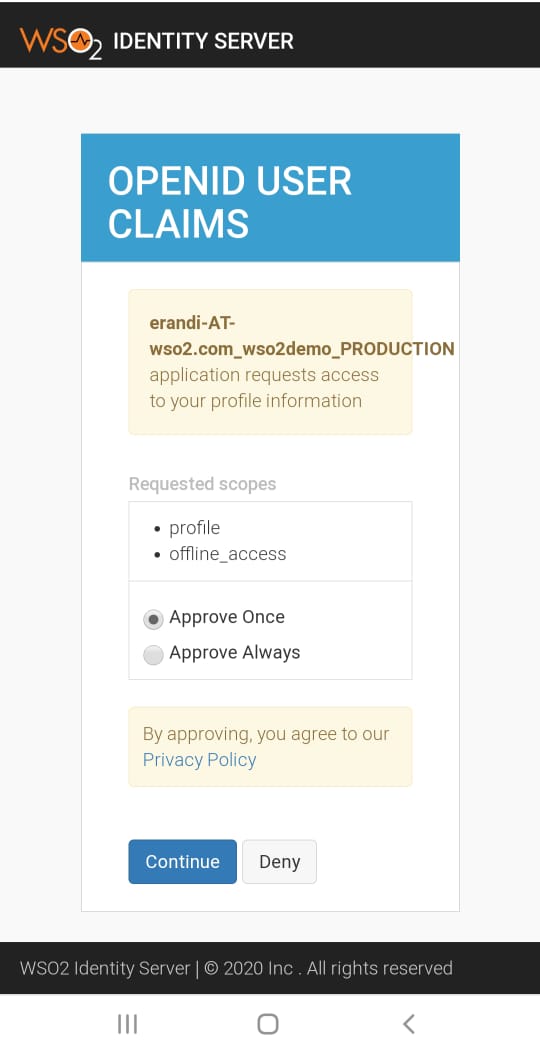 WSO2 IDENTITY SERVER
OPENID USER
CLAIMS
erandi-AT-
wso2.com_wso2demo_PRODUCTION
application requests access
to your profile information
Requested scopes
• profile
• offline_access
Approve Once
Approve Always
By approving, you agree to our
Privacy Policy
Continue Deny
WSO2 Identity Server | © 2020 Inc . All rights reserved